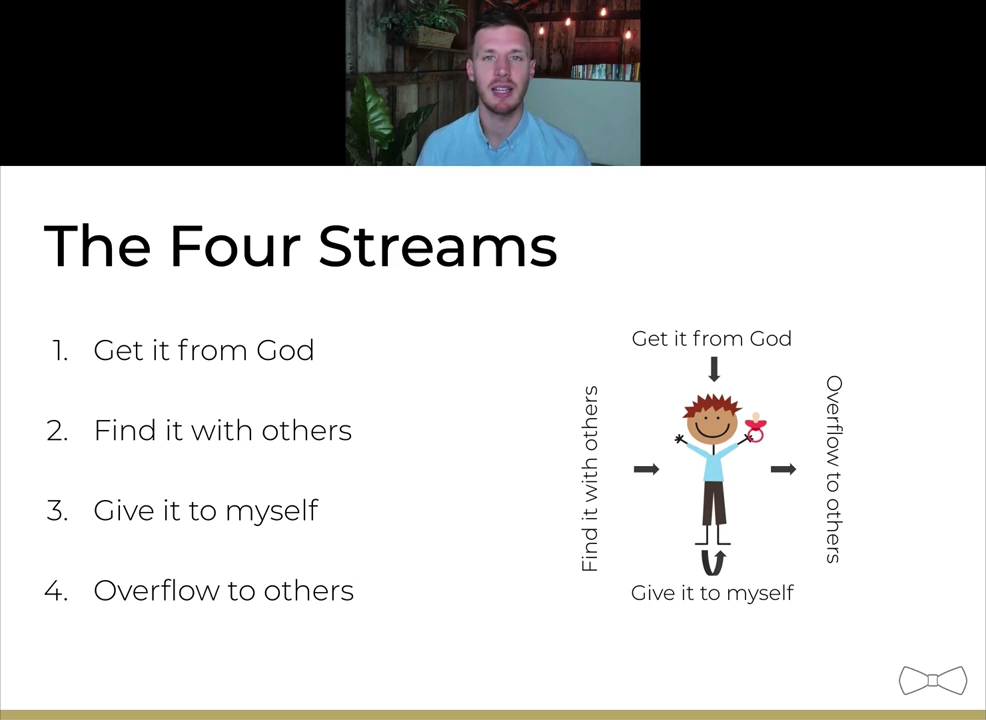 The Four Streams
1. Get it from God
2. Find it with others
3. Give it to myself
4. Overflow to others
Get it from God
Find it with others
Overflow to others
Give it to myself